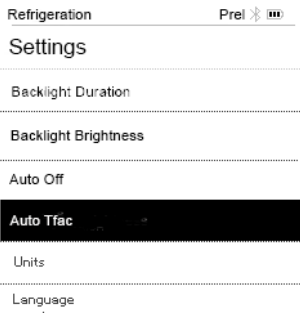 Refrigeration Prel
Settings
Backlight Duration
Backlight Brightness
Auto Off
Auto Tfac
Units
Language